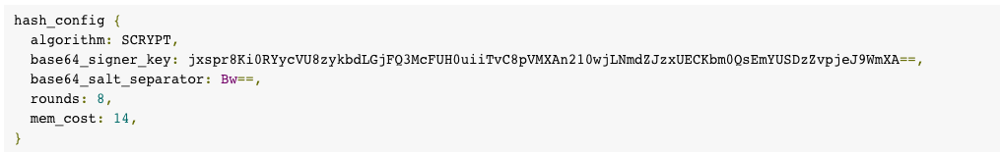 hash_config {
algorithm: SCRYPT,
base64_signer_key: jxspr8Ki0RYycVU8zykbdLGjFQ3McFUH0uiiTvC8pVMXAn210wjLNmdZJzxUECKbm0QsEmYUSDzZvpjeJ9WmXA==,
base64_salt_separator: Bw==,
rounds: 8,
mem_cost: 14,
}